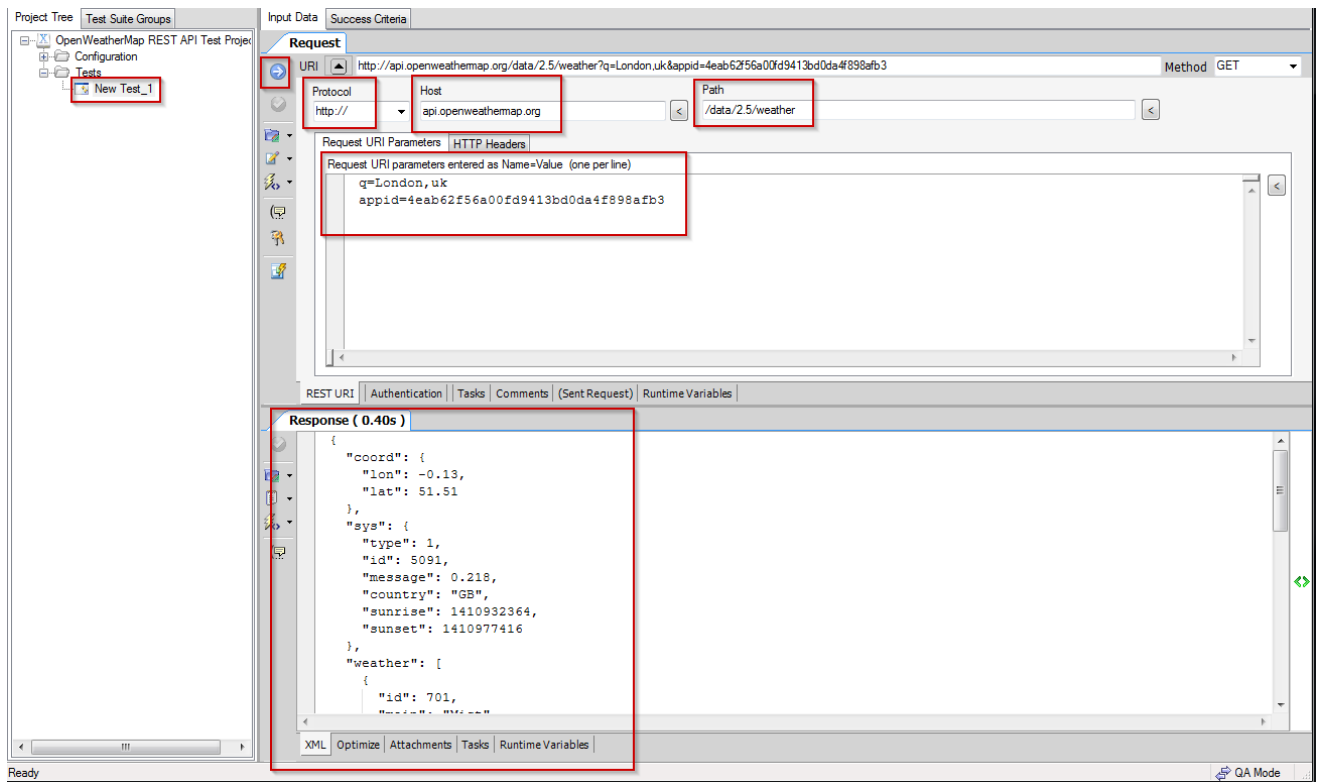 Project Tree Test Suite Groups
OpenWeatherMap REST API Test Projec
Configuration
Tests
New Test_1
Input Data Success Criteria
Request
URI http://api.openweathermap.org/data/2.5/weather?q=London,uk&appid=4eab62f56a00fd9413bd0da4f898afb3 Method GET
Protocol Host Path
http:// api.openweathermap.org < /data/2.5/weather <
Request URI Parameters HTTP Headers
Request URI parameters entered as Name=Value (one per line)
q=London,uk <
appid=4eab62f56a00fd9413bd0da4f898afb3
REST URI Authentication Tasks Comments (Sent Request) Runtime Variables
Response ( 0.40s )
{
"coord": {
"lon": -0.13,
"lat": 51.51
},
"sys": {
"type": 1,
"id": 5091,
"message": 0.218,
"country": "GB",
"sunrise": 1410932364,
"sunset": 1410977416
},
"weather": [
{
"id": 701,
"main": "Mist"
XML Optimize Attachments Tasks Runtime Variables
Ready QA Mode